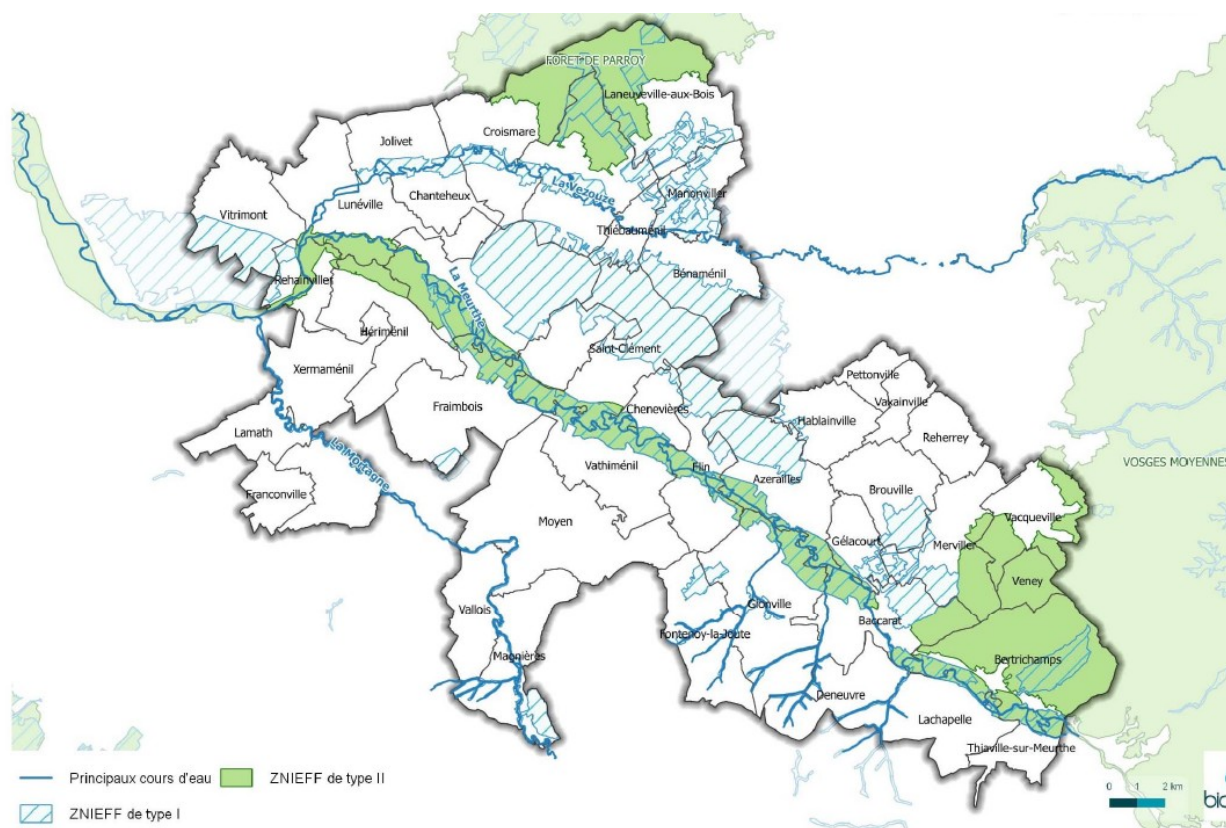 FORÊT DE PARROY
Laneuveville-aux-Bois
Croismare
Jolivet
La Vezouze
Manonviller
Chanteheux
Lunéville
Vitrimont
Thiébauménil
Bénaménil
Rehainviller
La Meurthe
Hériménil
Saint-Clément
Xermaménil
Pettonville
Vaxainville
Fraimbois
Chenevières
Hablainville
Reherrey
Lamath
La Mortagne
Vathiménil
Flin
Azerailles
VOSGES MOYENNES
Franconville
Brouville
Moyen
Vacqueville
Gélacourt
Merviller
Veney
Vallois
Glonville
Baccarat
Fontenoy-la-Joute
Magnières
Bertrichamps
Deneuvre
Lachapelle
Thiaville-sur-Meurthe
Principaux cours d'eau
ZNIEFF de type II
ZNIEFF de type I
0 1 2 km